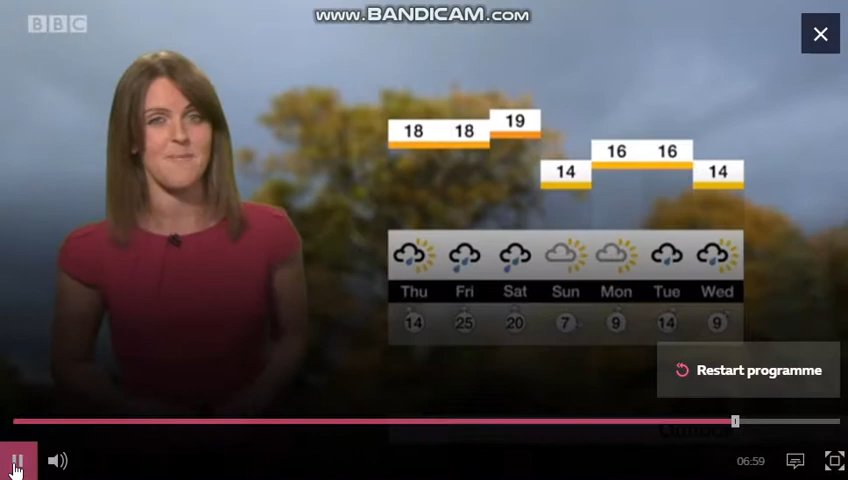 www.BANDICAM.com
BBC
18 18 19 14 16 16 14
Thu Fri Sat Sun Mon Tue Wed
14 25 20 7 9 14 9
Restart programme
06:59